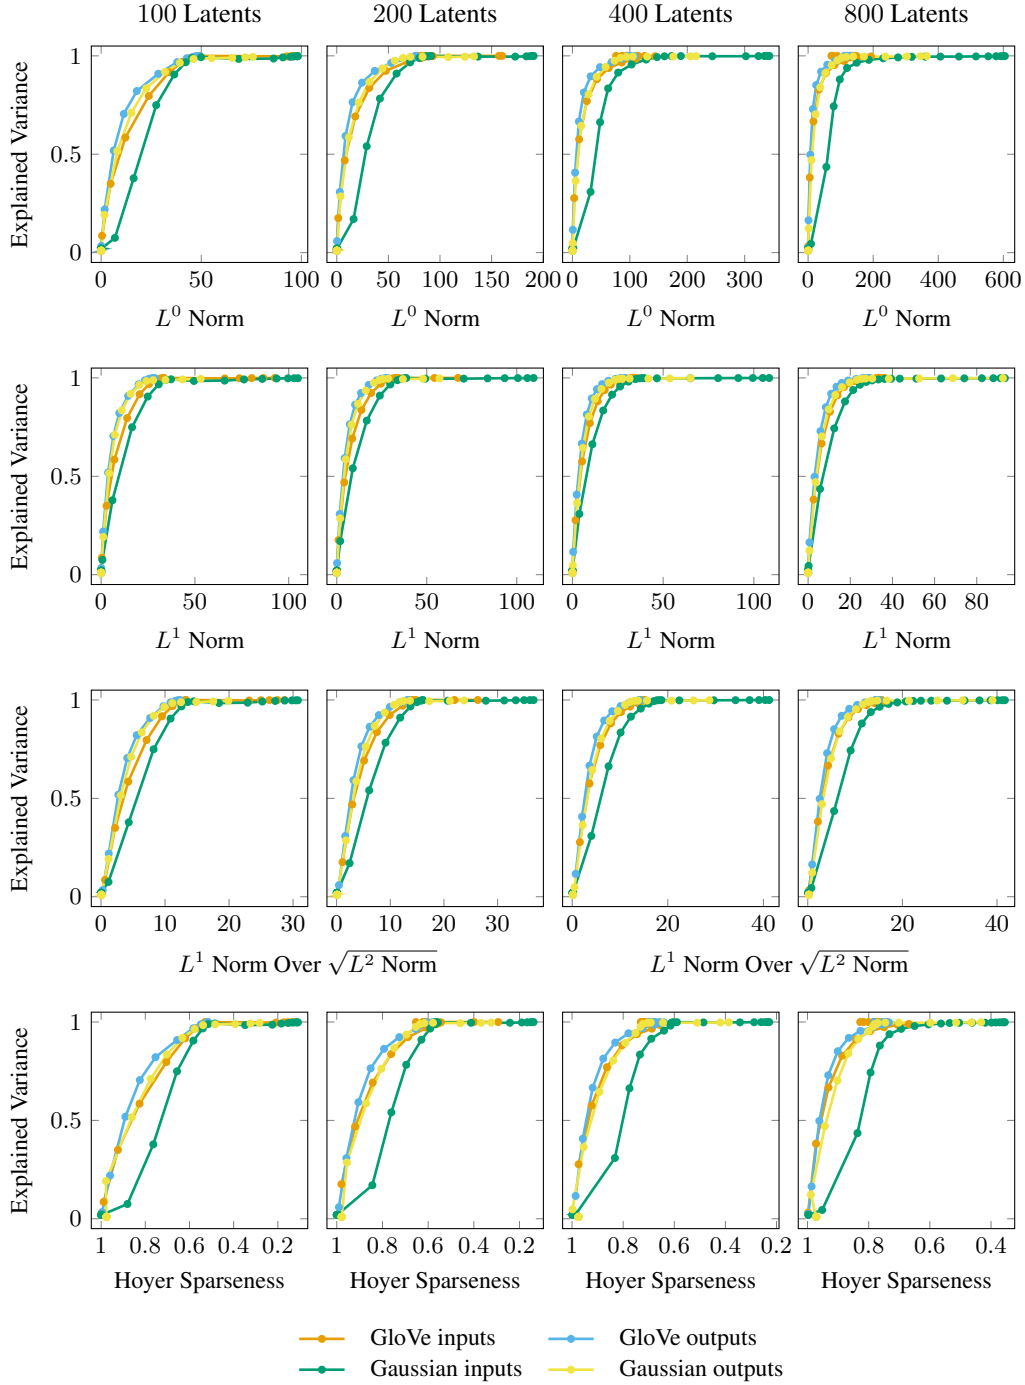 100 Latents 200 Latents 400 Latents 800 Latents
Explained Variance
1
0.5
0
0 50 100 0 50 100 150 200 0 100 200 300 0 200 400 600
L⁰ Norm L⁰ Norm L⁰ Norm L⁰ Norm
Explained Variance
1
0.5
0
0 50 100 0 50 100 0 50 100 0 20 40 60 80
L¹ Norm L¹ Norm L¹ Norm L¹ Norm
Explained Variance
1
0.5
0
0 10 20 30 0 10 20 30 0 20 40 0 20 40
L¹ Norm Over √L² Norm L¹ Norm Over √L² Norm
Explained Variance
1
0.5
0
1 0.8 0.6 0.4 0.2 1 0.8 0.6 0.4 0.2 1 0.8 0.6 0.4 0.2 1 0.8 0.6 0.4
Hoyer Sparseness Hoyer Sparseness Hoyer Sparseness Hoyer Sparseness
GloVe inputs GloVe outputs
Gaussian inputs Gaussian outputs